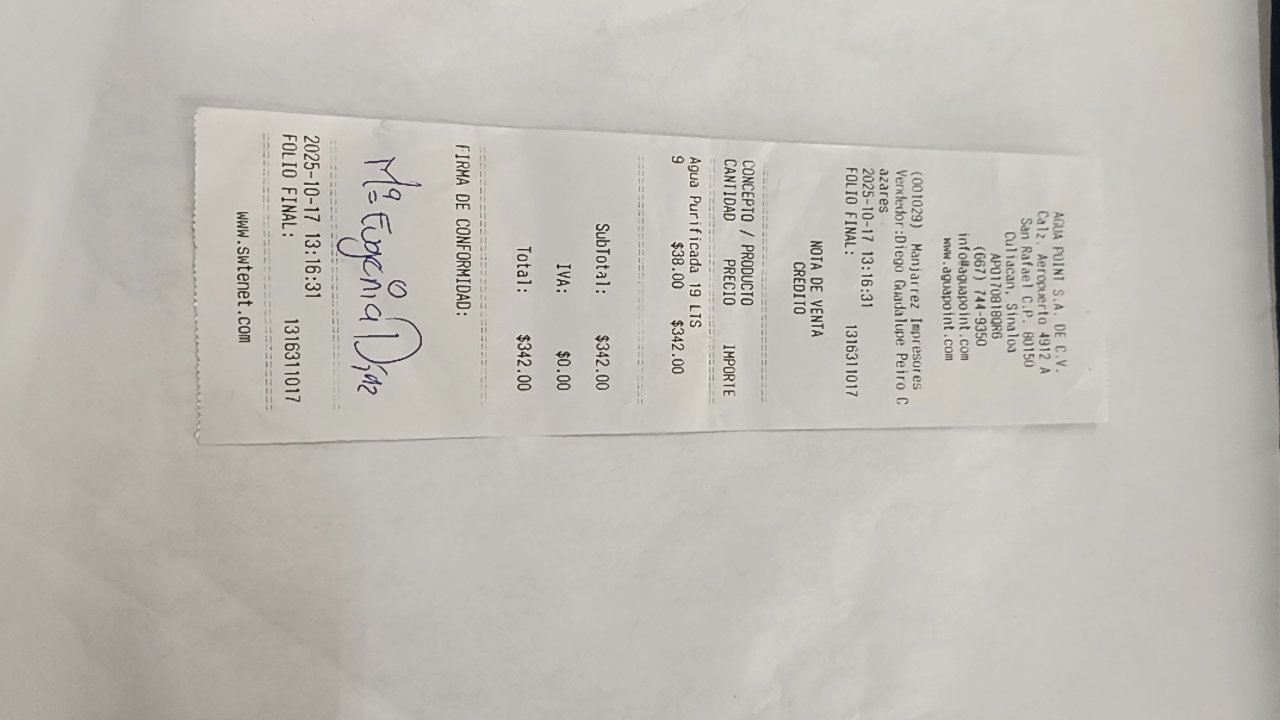 AGUA POINT S.A. DE C.V.
Calz. Aeropuerto 4912 A
San Rafael C.P. 80150
Culiacan, Sinaloa
APO170818QR6
(667) 744-9350
info@aguapoint.com
www.aguapoint.com
(001029) Manjarrez Impresores
Vendedor:Diego Guadalupe Peiro C
azares
2025-10-17 13:16:31
FOLIO FINAL: 1316311017
NOTA DE VENTA
CREDITO
CONCEPTO / PRODUCTO
CANTIDAD PRECIO IMPORTE
Agua Purificada 19 LTS
9 $38.00 $342.00
SubTotal: $342.00
IVA: $0.00
Total: $342.00
FIRMA DE CONFORMIDAD:
Mª Eugenia Díaz
2025-10-17 13:16:31
FOLIO FINAL: 1316311017
www.swtenet.com